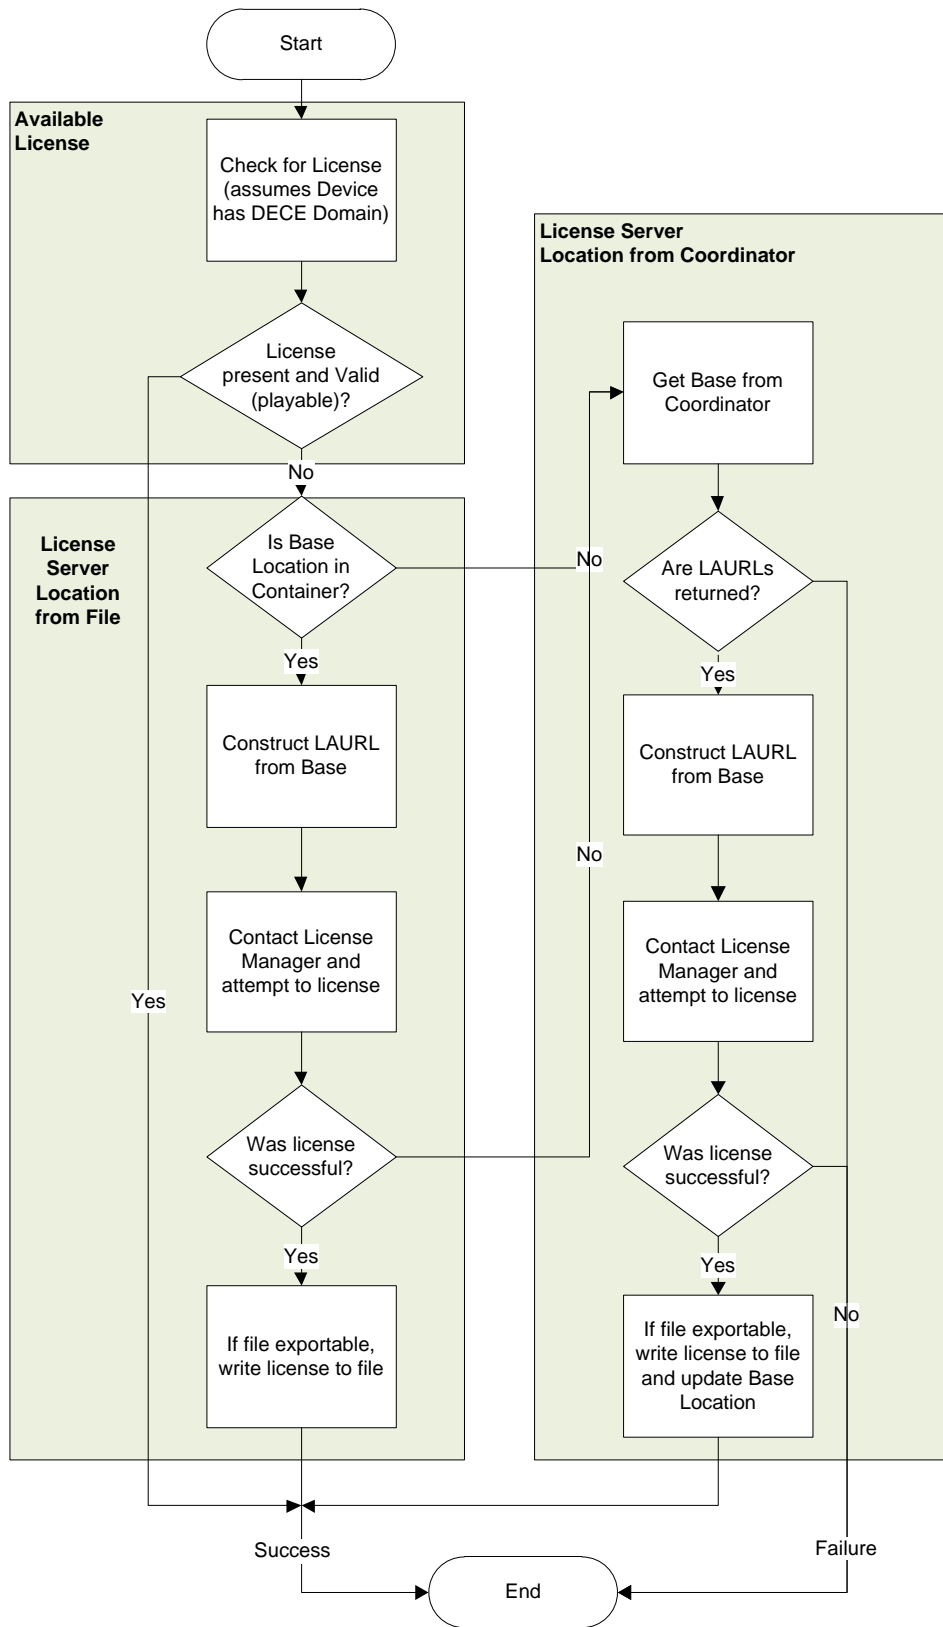 Start
Available
License
Check for License
(assumes Device
has DECE Domain)
License
present and Valid
(playable)?
No
License
Server
Location
from File
Is Base
Location in
Container?
No
Yes
Construct LAURL
from Base
No
Contact License
Manager and
attempt to license
Yes
Was license
successful?
Yes
If file exportable,
write license to file
License Server
Location from Coordinator
Get Base from
Coordinator
Are LAURLs
returned?
Yes
Construct LAURL
from Base
Contact License
Manager and
attempt to license
Was license
successful?
Yes
No
If file exportable,
write license to file
and update Base
Location
Success
Failure
End